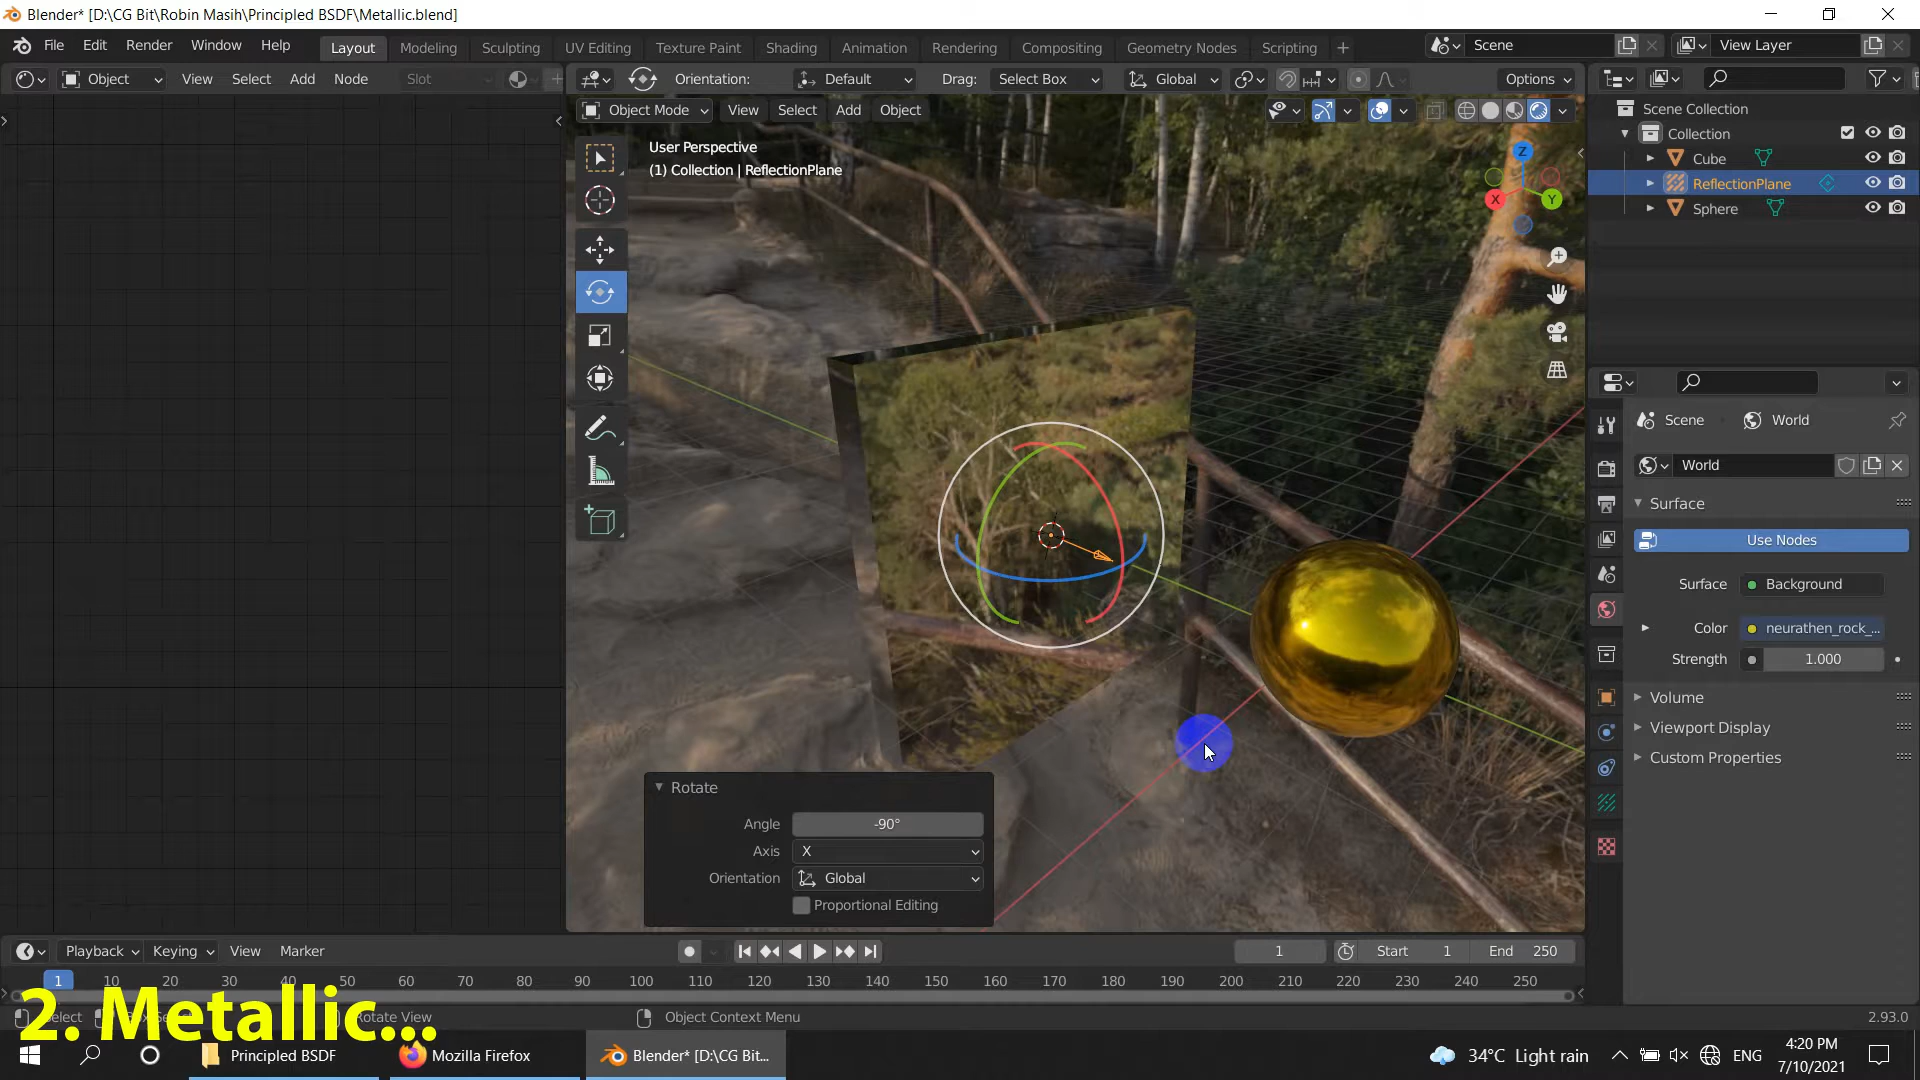 Blender* [D:\CG Bit\Robin Masih\Principled BSDF\Metallic.blend]
File Edit Render Window Help Layout Modeling Sculpting UV Editing Texture Paint Shading Animation Rendering Compositing Geometry Nodes Scripting Scene View Layer
Object View Select Add Node Slot Orientation: Default Drag: Select Box Global Options
Object Mode View Select Add Object
User Perspective
(1) Collection | ReflectionPlane
Z
X
Y
Scene Collection
Collection
Cube
ReflectionPlane
Sphere
Scene World
World
Surface
Use Nodes
Surface Background
Color neurathen_rock_...
Strength 1.000
Volume
Viewport Display
Custom Properties
Rotate
Angle -90°
Axis X
Orientation Global
Proportional Editing
Playback Keying View Marker 1 Start 1 End 250
1 10 20 30 40 50 60 70 80 90 100 110 120 130 140 150 160 170 180 190 200 210 220 230 240 250
2. Metallic...
Select Rotate View Object Context Menu 2.93.0
Principled BSDF Mozilla Firefox Blender* [D:\CG Bit... 34°C Light rain ENG 4:20 PM
7/10/2021